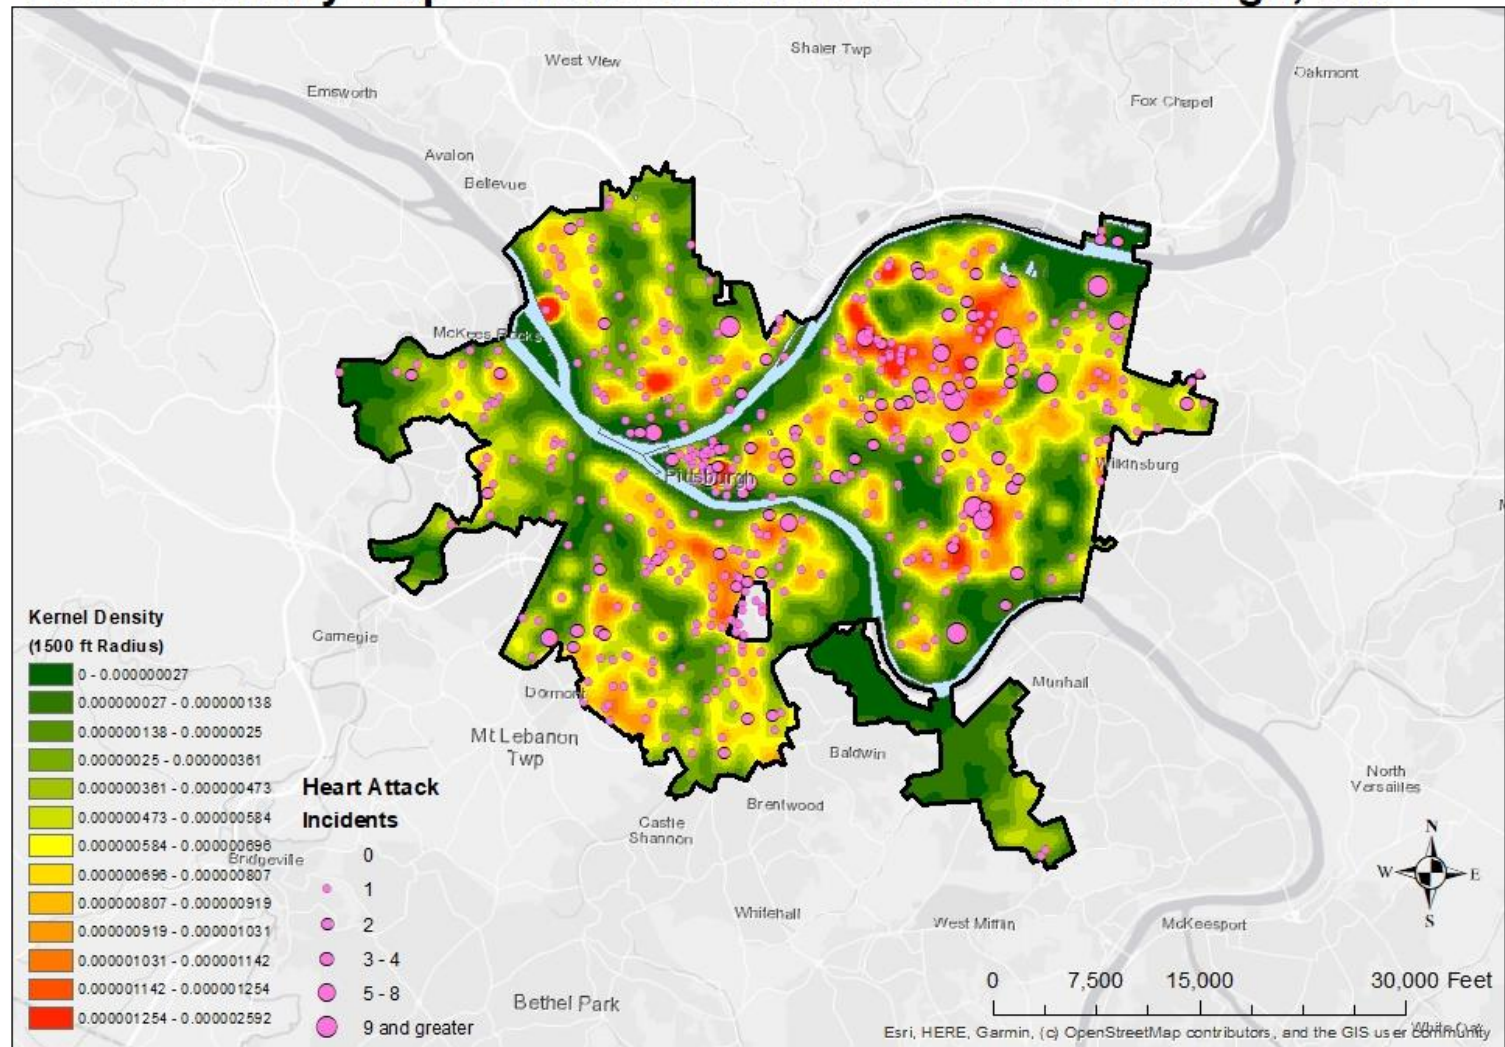 Shaler Twp
West View
Oakmont
Emsworth
Fox Chapel
Avalon
Bellevue
McKees Rocks
Wilkinsburg
Pittsburgh
Carnegie
Dormont
Munhall
Mt Lebanon
Twp
Baldwin
North
Versailles
Brentwood
Castle
Shannon
Bridgeville
Whitehall
West Mifflin
McKeesport
Bethel Park
Kernel Density
(1500 ft Radius)
0 - 0.000000027
0.000000027 - 0.000000138
0.000000138 - 0.00000025
0.00000025 - 0.000000361
0.000000361 - 0.000000473
0.000000473 - 0.000000584
0.000000584 - 0.000000696
0.000000696 - 0.000000807
0.000000807 - 0.000000919
0.000000919 - 0.000001031
0.000001031 - 0.000001142
0.000001142 - 0.000001254
0.000001254 - 0.000002592
Heart Attack
Incidents
0
1
2
3 - 4
5 - 8
9 and greater
N
W E
S
0 7,500 15,000 30,000 Feet
Esri, HERE, Garmin, (c) OpenStreetMap contributors, and the GIS user community